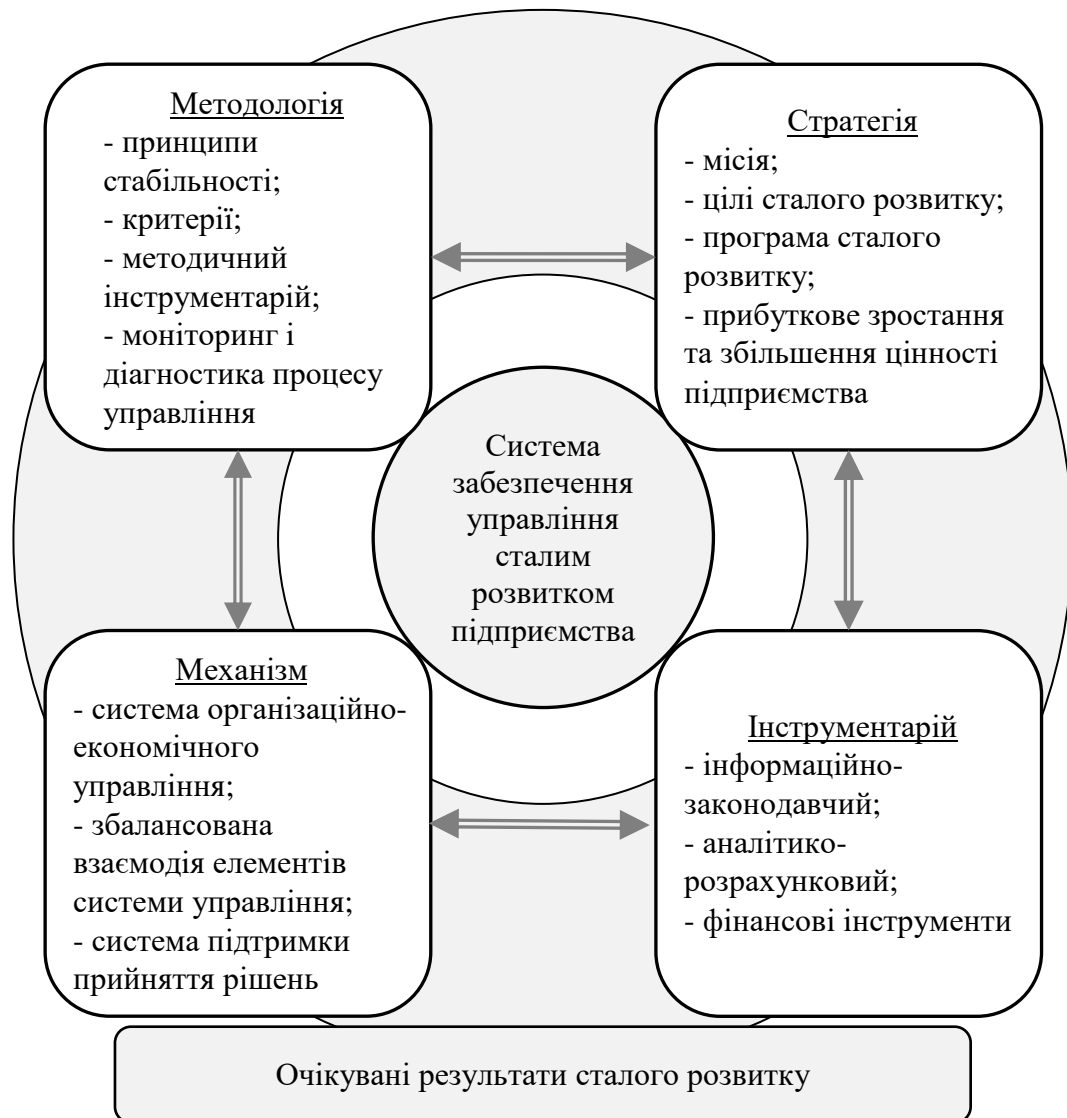 Методологія
- принципи
стабільності;
- критерії;
- методичний
інструментарій;
- моніторинг і
діагностика процесу
управління
Стратегія
- місія;
- цілі сталого розвитку;
- програма сталого
розвитку;
- прибуткове зростання
та збільшення цінності
підприємства
Система
забезпечення
управління
сталим
розвитком
підприємства
Механізм
- система організаційно-
економічного
управління;
- збалансована
взаємодія елементів
системи управління;
- система підтримки
прийняття рішень
Інструментарій
- інформаційно-
законодавчий;
- аналітико-
розрахунковий;
- фінансові інструменти
Очікувані результати сталого розвитку